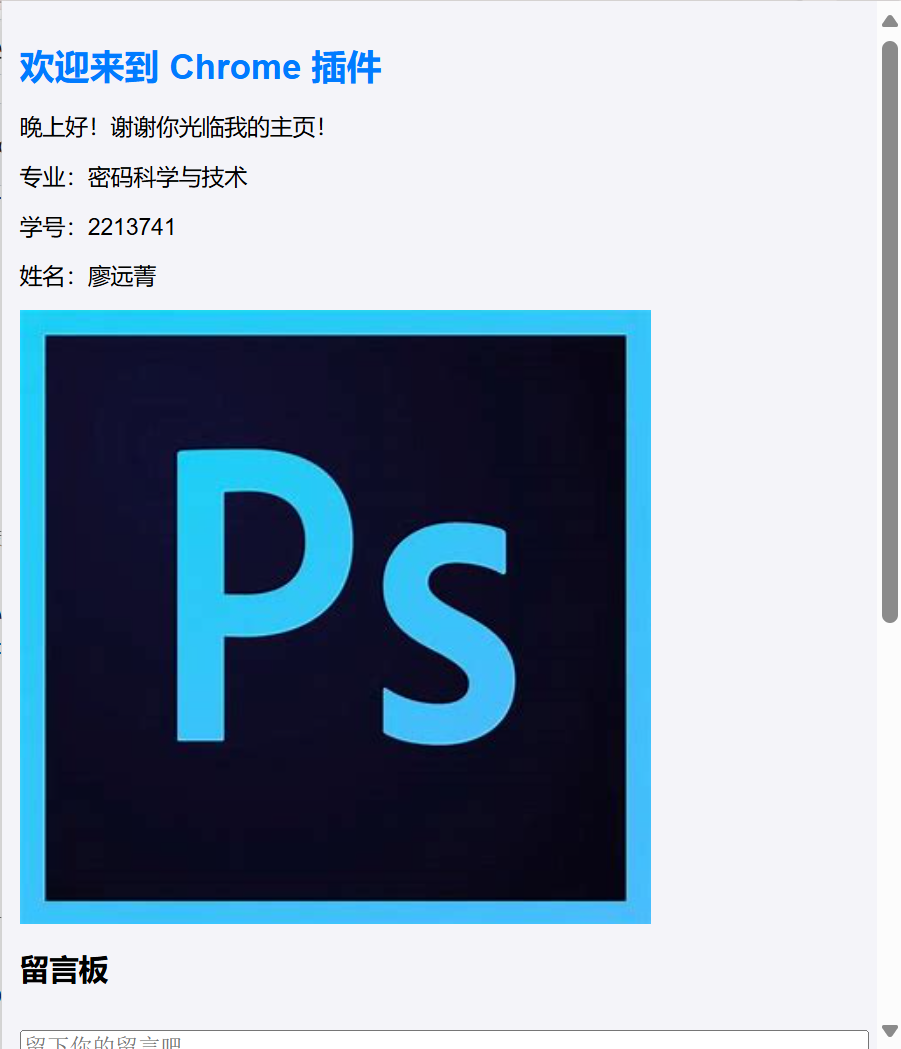 欢迎来到 Chrome 插件
晚上好！谢谢你光临我的主页！
专业：密码科学与技术
学号：2213741
姓名：廖远菁
Ps
留言板
留下你的留言吧